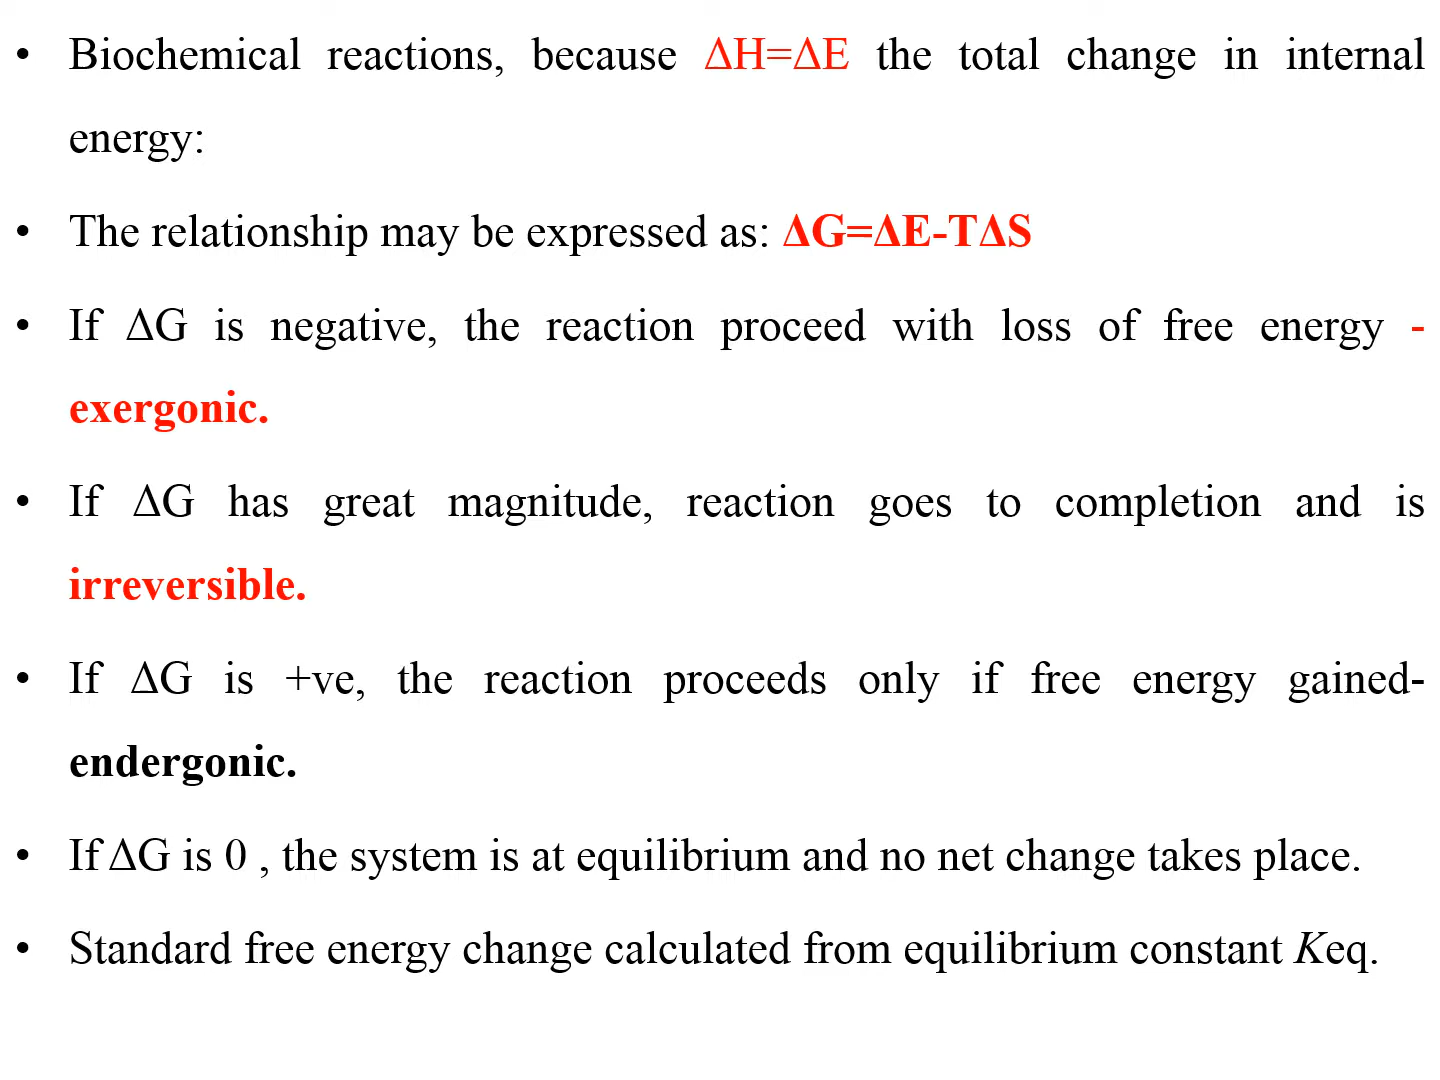 • Biochemical reactions, because ΔH=ΔE the total change in internal
energy:
• The relationship may be expressed as: ΔG=ΔE-TΔS
• If ΔG is negative, the reaction proceed with loss of free energy -
exergonic.
• If ΔG has great magnitude, reaction goes to completion and is
irreversible.
• If ΔG is +ve, the reaction proceeds only if free energy gained-
endergonic.
• If ΔG is 0 , the system is at equilibrium and no net change takes place.
• Standard free energy change calculated from equilibrium constant Keq.